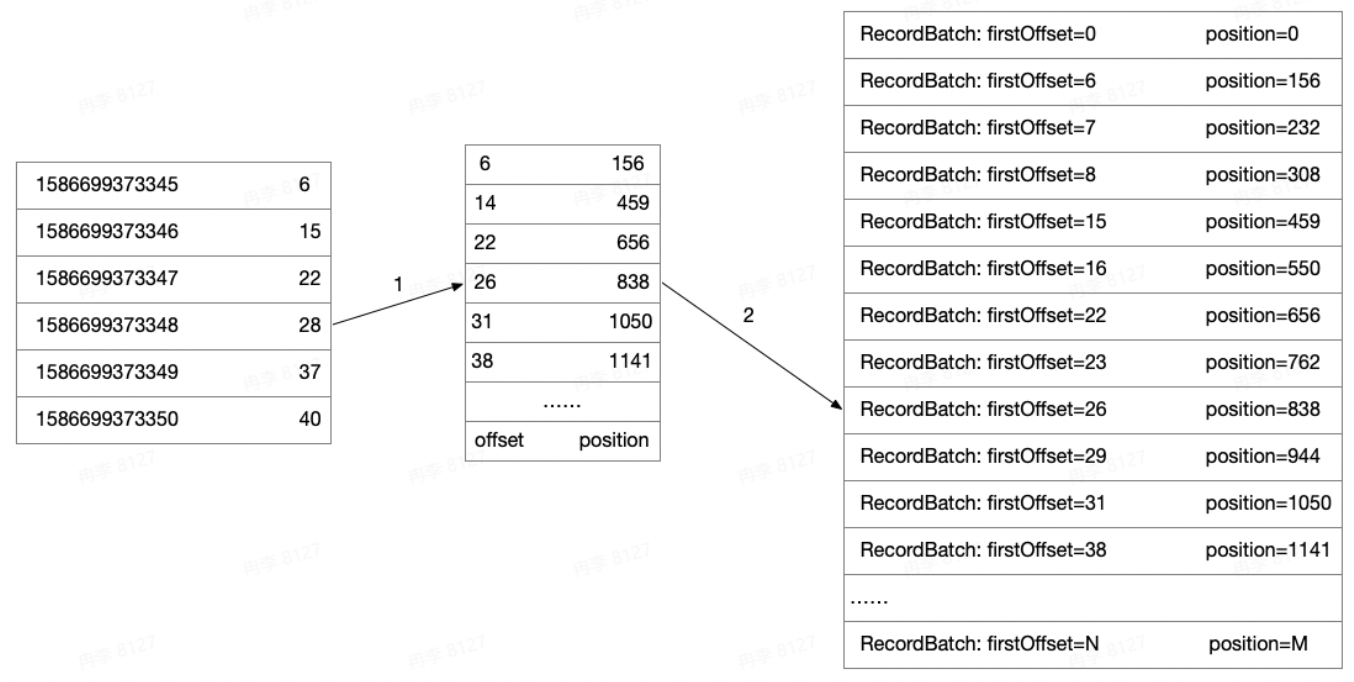 1586699373345 6
1586699373346 15
1586699373347 22
1586699373348 28
1586699373349 37
1586699373350 40
1
6 156
14 459
22 656
26 838
31 1050
38 1141
......
offset position
2
RecordBatch: firstOffset=0 position=0
RecordBatch: firstOffset=6 position=156
RecordBatch: firstOffset=7 position=232
RecordBatch: firstOffset=8 position=308
RecordBatch: firstOffset=15 position=459
RecordBatch: firstOffset=16 position=550
RecordBatch: firstOffset=22 position=656
RecordBatch: firstOffset=23 position=762
RecordBatch: firstOffset=26 position=838
RecordBatch: firstOffset=29 position=944
RecordBatch: firstOffset=31 position=1050
RecordBatch: firstOffset=38 position=1141
......
RecordBatch: firstOffset=N position=M
冉李 8127